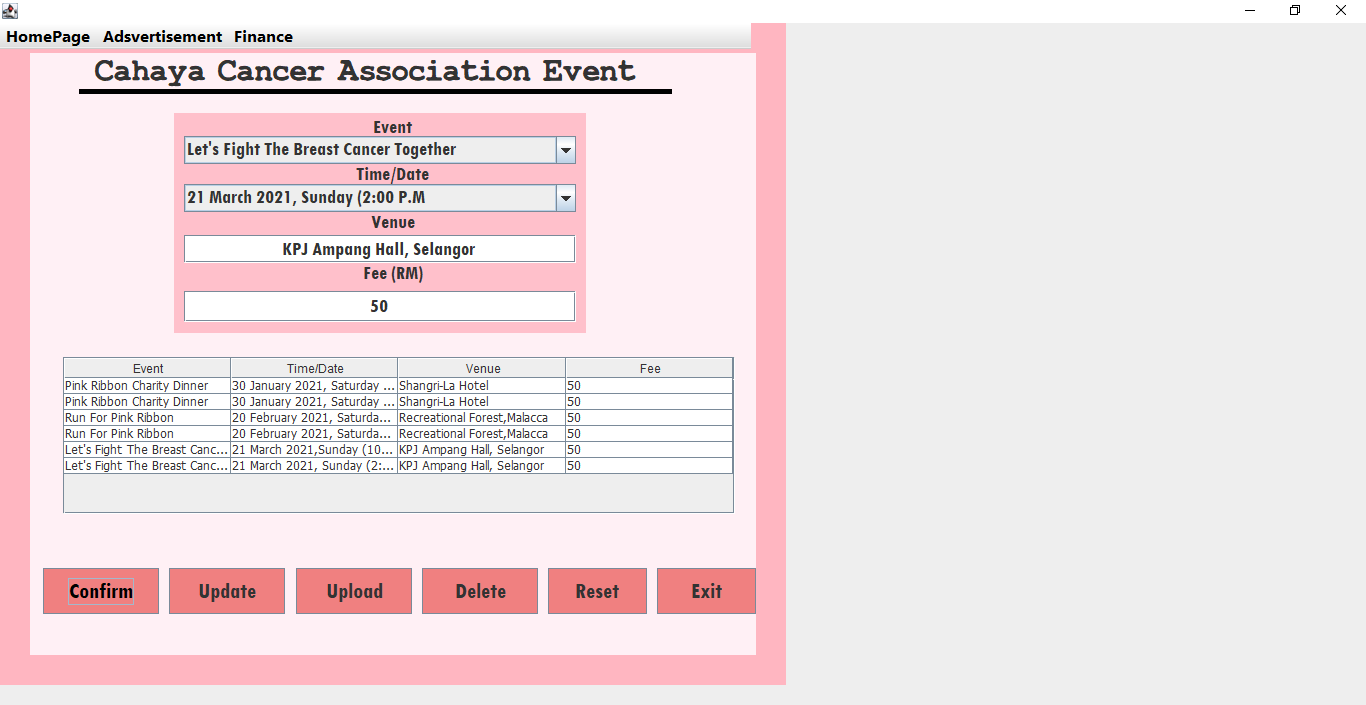 HomePage Adsvertisement Finance
Cahaya Cancer Association Event
Event
Let's Fight The Breast Cancer Together
Time/Date
21 March 2021, Sunday (2:00 P.M
Venue
KPJ Ampang Hall, Selangor
Fee (RM)
50
Event Time/Date Venue Fee
Pink Ribbon Charity Dinner 30 January 2021, Saturday ... Shangri-La Hotel 50
Pink Ribbon Charity Dinner 30 January 2021, Saturday ... Shangri-La Hotel 50
Run For Pink Ribbon 20 February 2021, Saturda... Recreational Forest,Malacca 50
Run For Pink Ribbon 20 February 2021, Saturda... Recreational Forest,Malacca 50
Let's Fight The Breast Canc... 21 March 2021,Sunday (10... KPJ Ampang Hall, Selangor 50
Let's Fight The Breast Canc... 21 March 2021, Sunday (2:... KPJ Ampang Hall, Selangor 50
Confirm Update Upload Delete Reset Exit